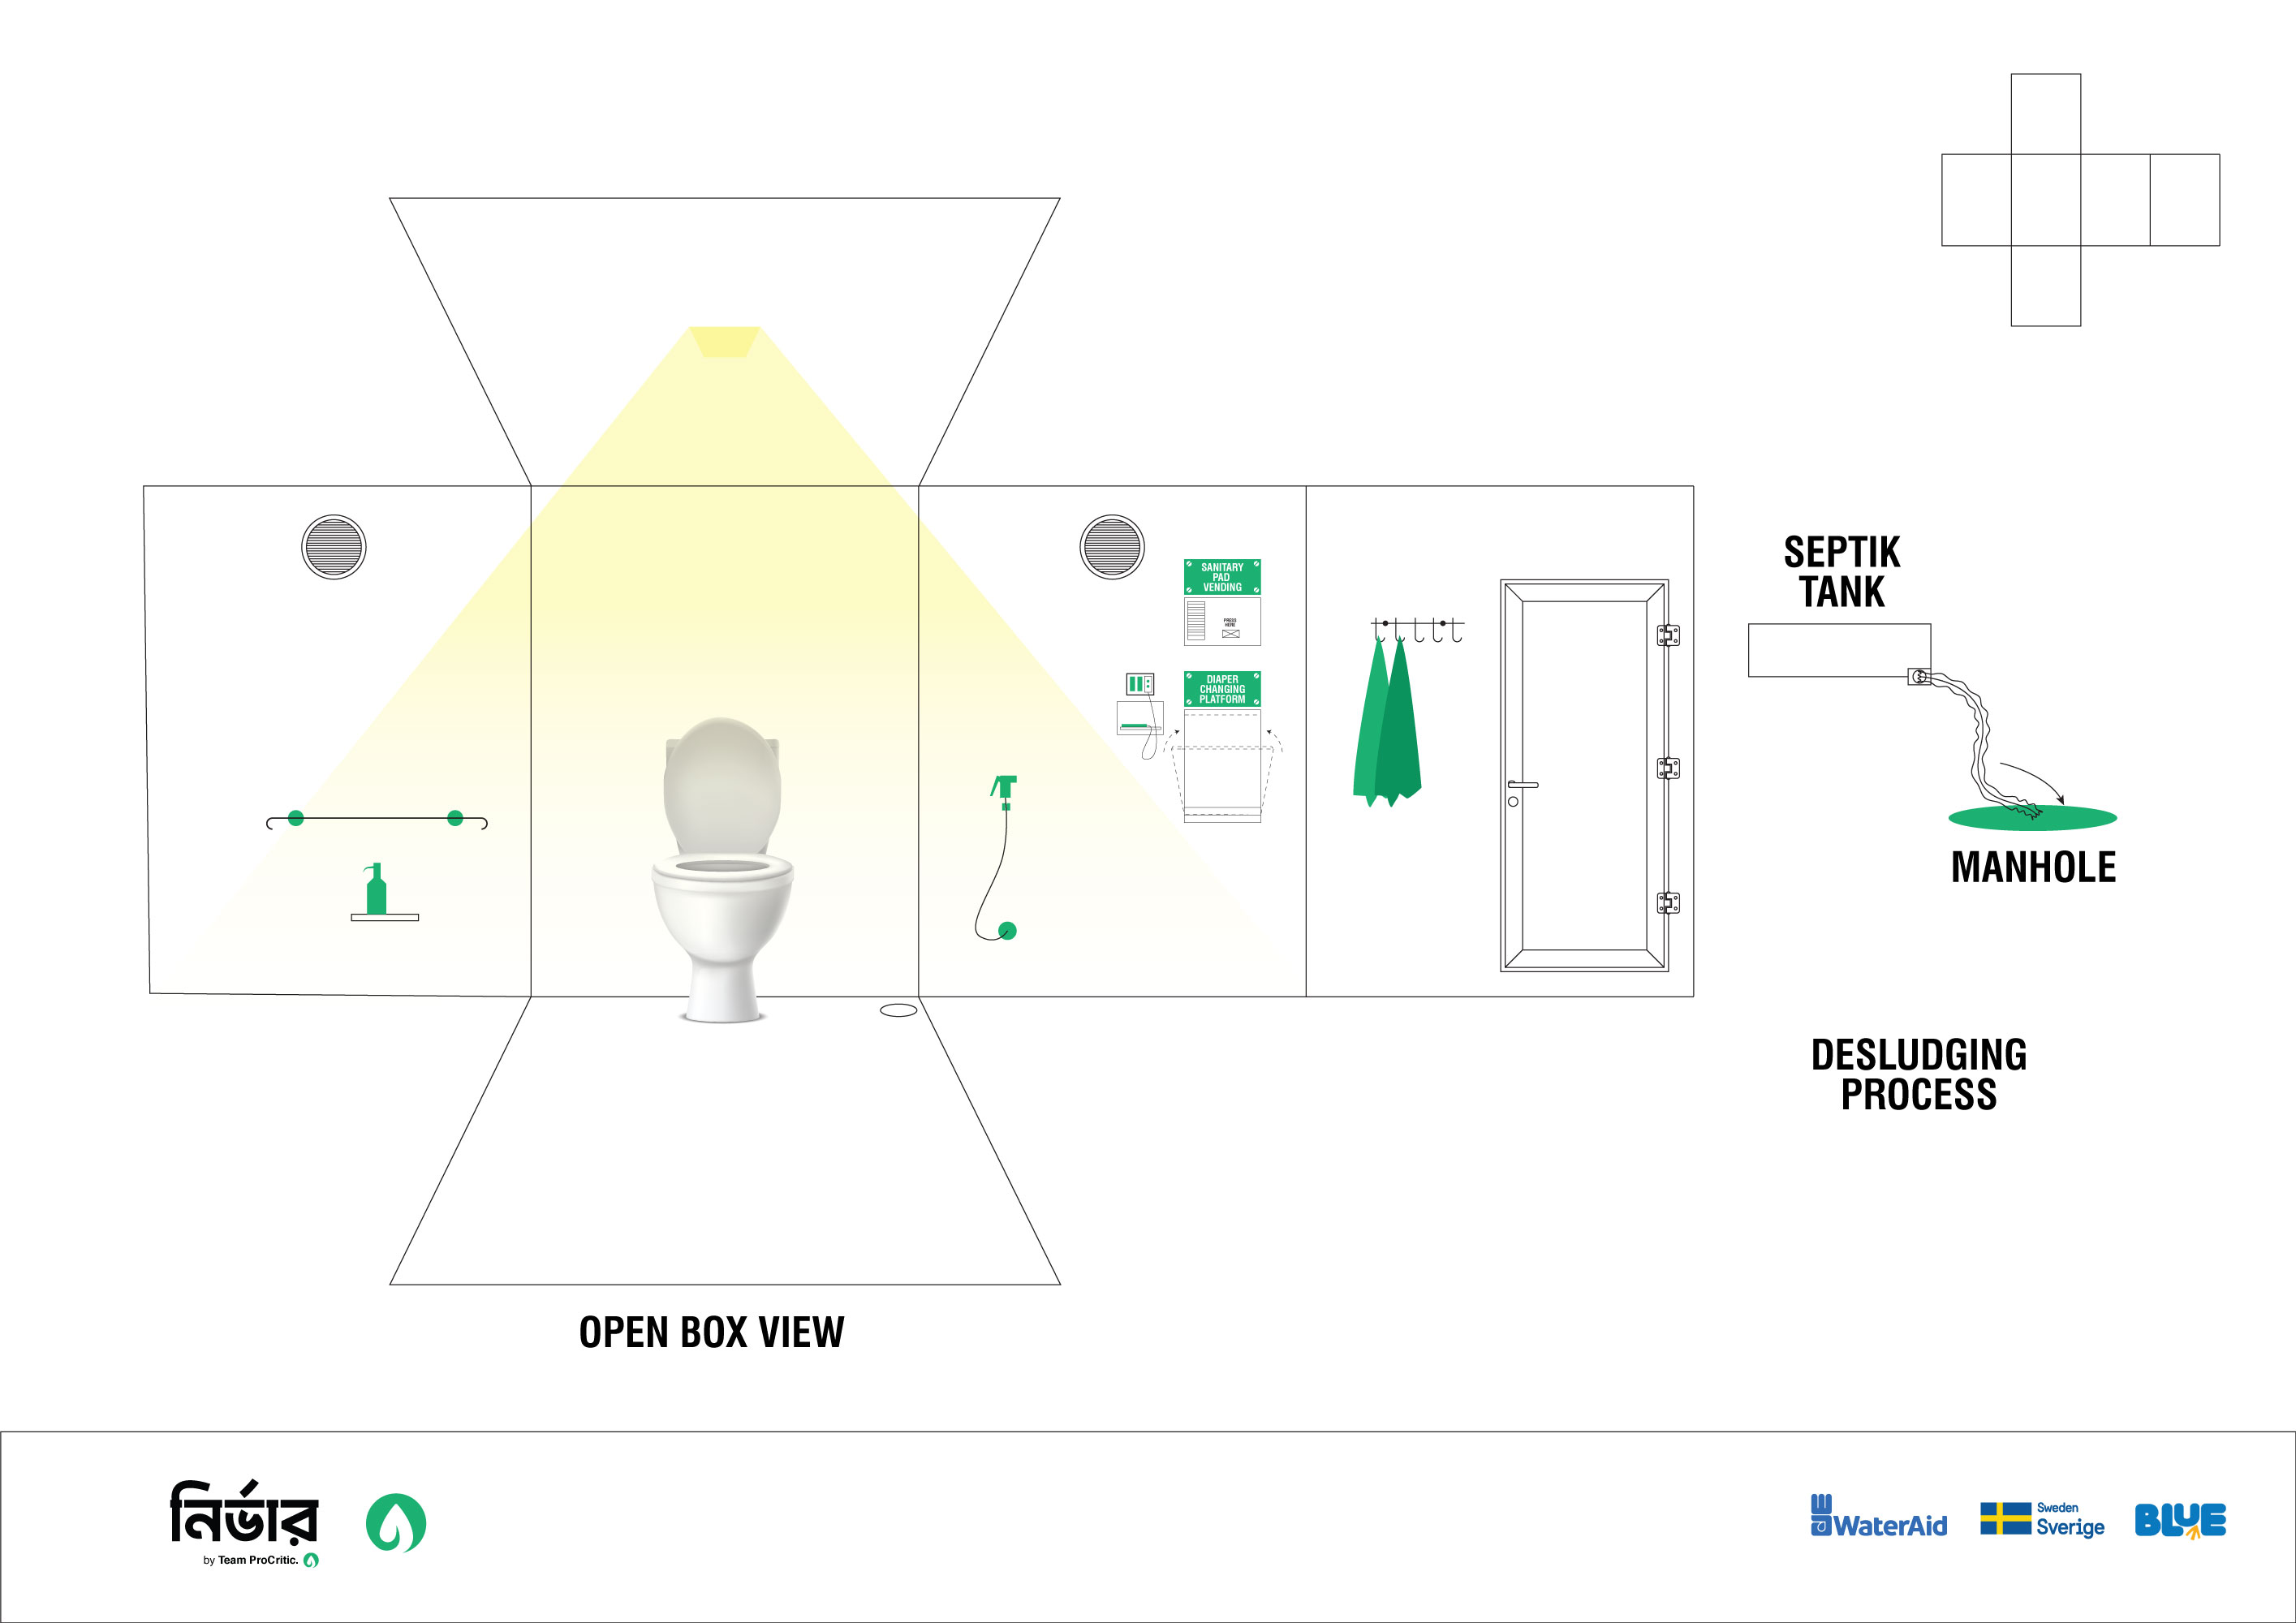 SANITARY
PAD
VENDING
PRESS
HERE
DIAPER
CHANGING
PLATFORM
SEPTIK
TANK
MANHOLE
DESLUDGING
PROCESS
OPEN BOX VIEW
নির্ভার
by Team ProCritic.
WaterAid
Sweden
Sverige
BLUE